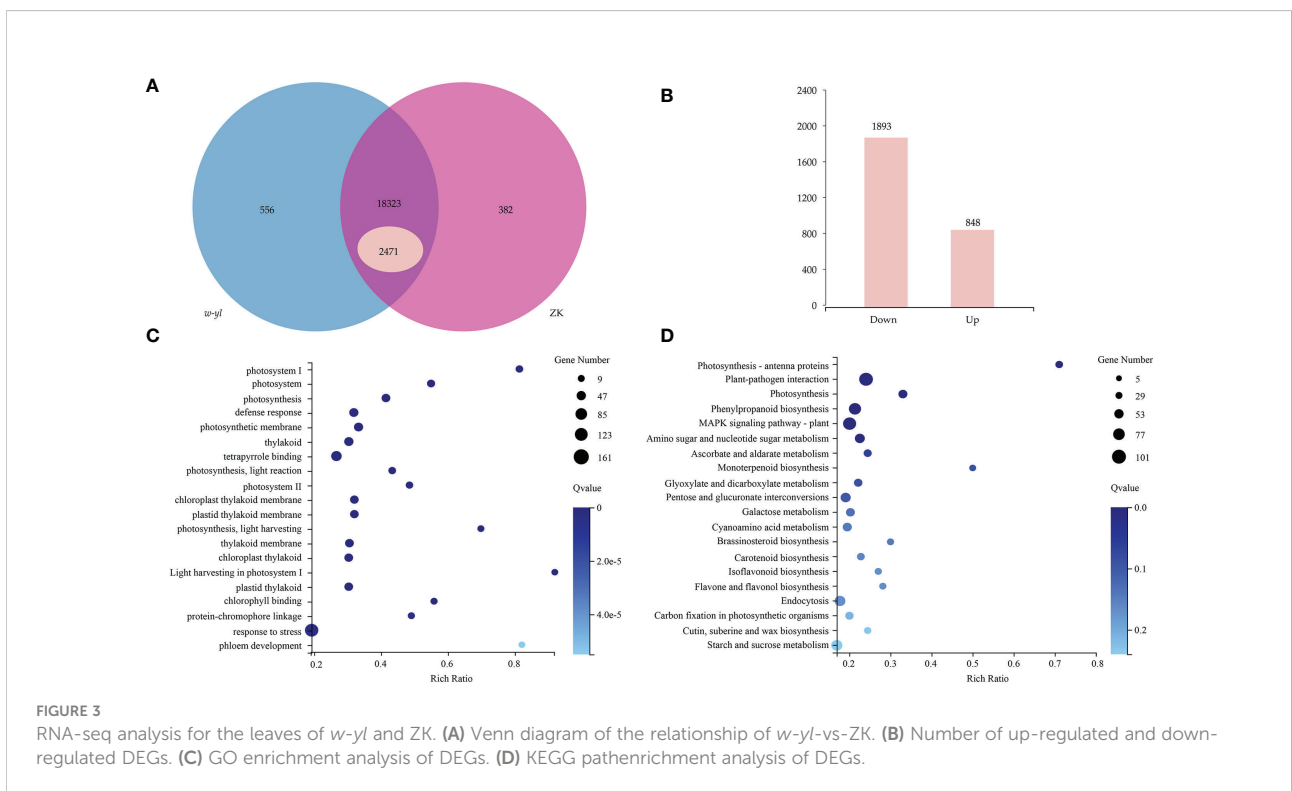 A
556
18323
2471
382
w-yl
ZK
B
2400
2000
1600
1200
800
400
0
1893
848
Down
Up
C
photosystem I
photosystem
photosynthesis
defense response
photosynthetic membrane
thylakoid
tetrapyrrole binding
photosynthesis, light reaction
photosystem II
chloroplast thylakoid membrane
plastid thylakoid membrane
photosynthesis, light harvesting
thylakoid membrane
chloroplast thylakoid
Light harvesting in photosystem I
plastid thylakoid
chlorophyll binding
protein-chromophore linkage
response to stress
phloem development
0.2 0.4 0.6 0.8
Rich Ratio
Gene Number
9
47
85
123
161
Qvalue
0
2.0e-5
4.0e-5
D
Photosynthesis - antenna proteins
Plant-pathogen interaction
Photosynthesis
Phenylpropanoid biosynthesis
MAPK signaling pathway - plant
Amino sugar and nucleotide sugar metabolism
Ascorbate and aldarate metabolism
Monoterpenoid biosynthesis
Glyoxylate and dicarboxylate metabolism
Pentose and glucuronate interconversions
Galactose metabolism
Cyanoamino acid metabolism
Brassinosteroid biosynthesis
Carotenoid biosynthesis
Isoflavonoid biosynthesis
Flavone and flavonol biosynthesis
Endocytosis
Carbon fixation in photosynthetic organisms
Cutin, suberine and wax biosynthesis
Starch and sucrose metabolism
0.2 0.3 0.4 0.5 0.6 0.7 0.8
Rich Ratio
Gene Number
5
29
53
77
101
Qvalue
0.0
0.1
0.2
FIGURE 3
RNA-seq analysis for the leaves of w-yl and ZK. (A) Venn diagram of the relationship of w-yl-vs-ZK. (B) Number of up-regulated and down-
regulated DEGs. (C) GO enrichment analysis of DEGs. (D) KEGG pathenrichment analysis of DEGs.